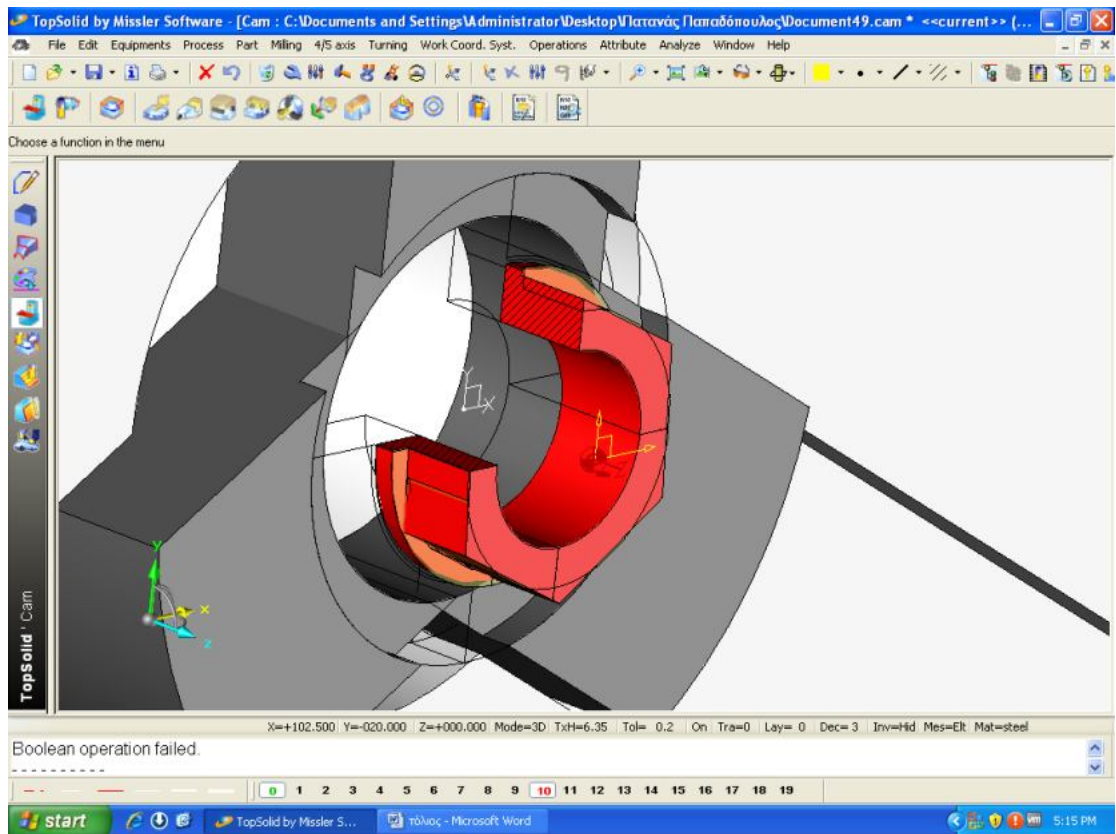 TopSolid by Missler Software - [Cam : C:\Documents and Settings\Administrator\Desktop\Πατανάς Παπαδόπουλος\Document49.cam * <<current>> (...
File Edit Equipments Process Part Milling 4/5 axis Turning Work Coord. Syst. Operations Attribute Analyze Window Help
Choose a function in the menu
Y
X
Y
X
Z
TopSolid ' Cam
X=+102.500 Y=-020.000 Z=+000.000 Mode=3D TxH=6.35 Tol= 0.2 On Tra=0 Lay= 0 Dec= 3 Inv=Hid Mes=Elt Mat=steel
Boolean operation failed.
----------
0 1 2 3 4 5 6 7 8 9 10 11 12 13 14 15 16 17 18 19
start TopSolid by Missler S... τόλιος - Microsoft Word 5:15 PM